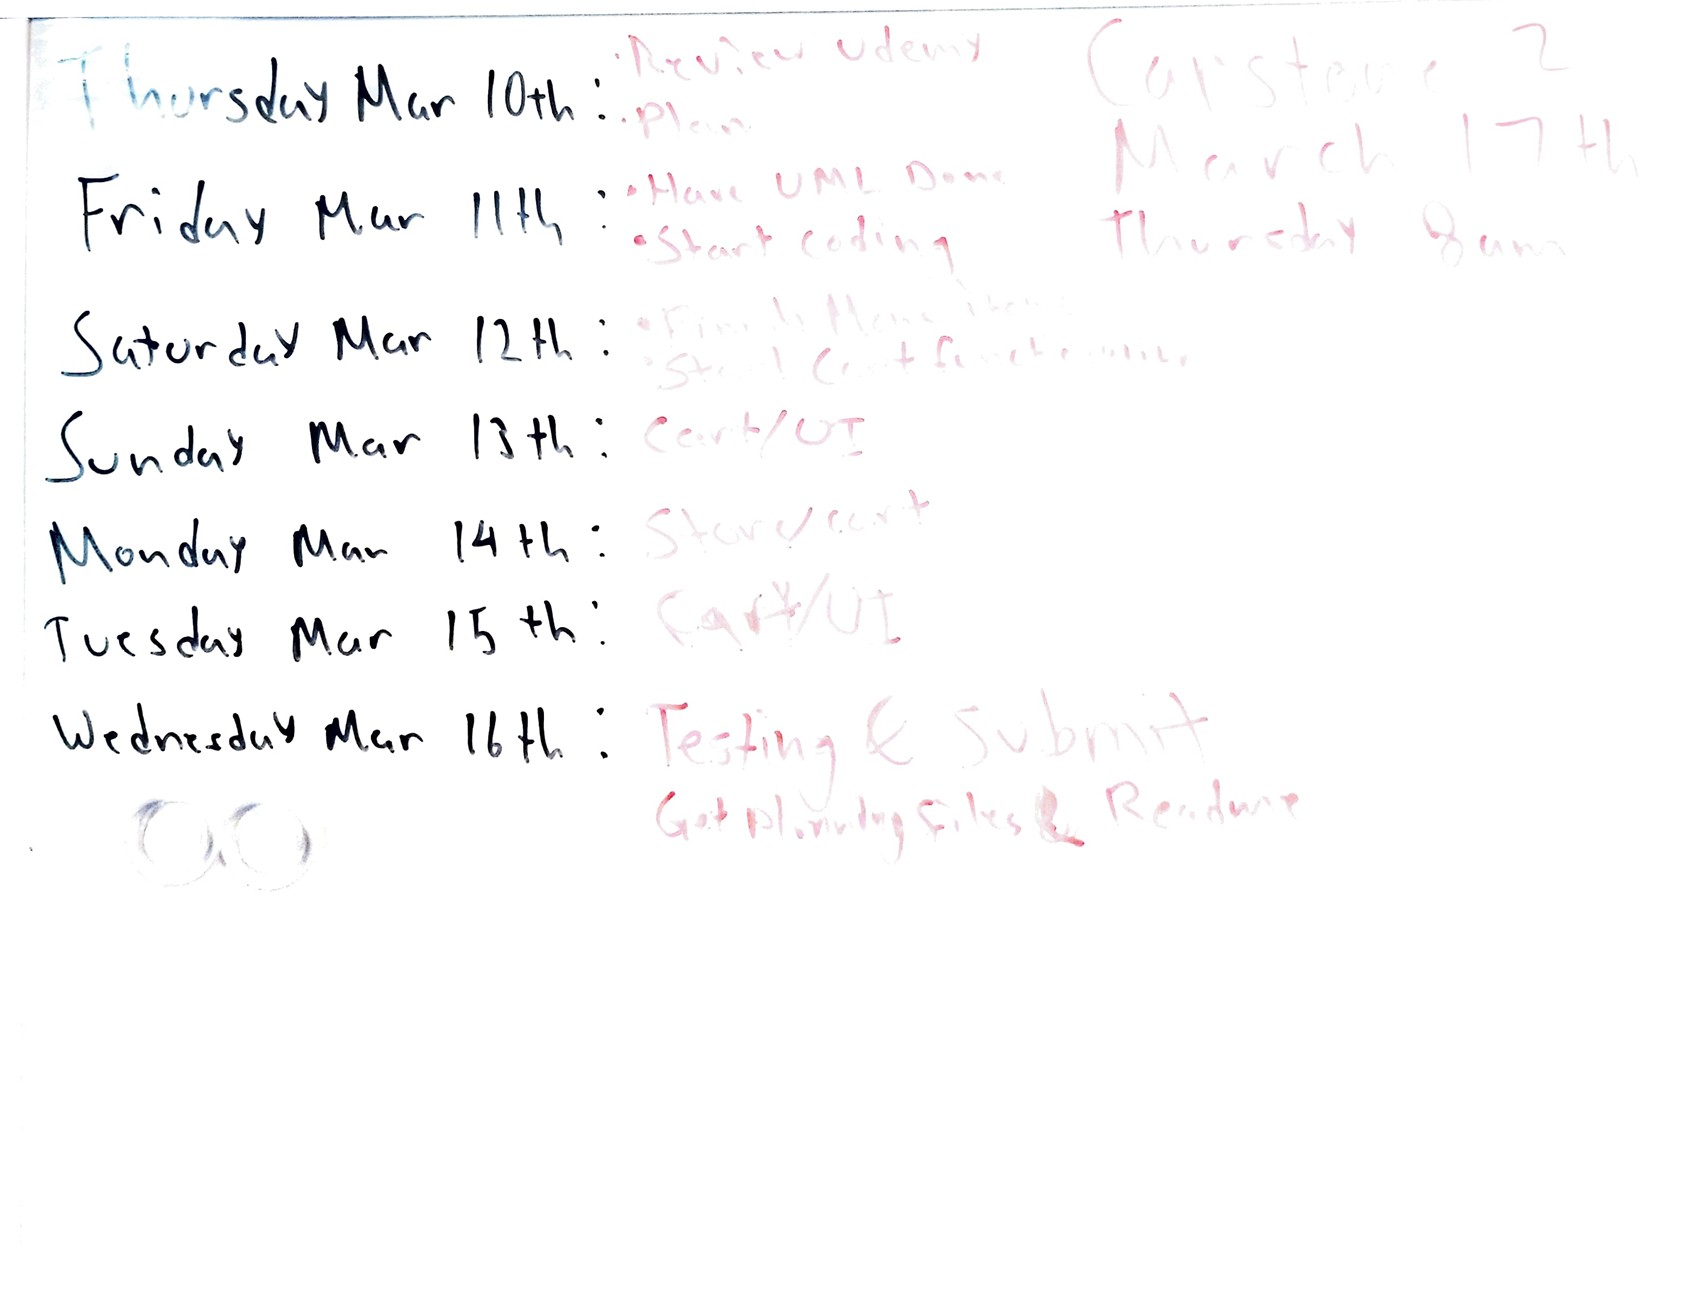 Thursday Mar 10th: • Review Udemy
• Plan
Friday Mar 11th: • Have UML Done
• Start coding
Saturday Mar 12th: • Finish Menu items
• Start Cart functionality
Sunday Mar 13th: Cart/UI
Monday Mar 14th: Store/cart
Tuesday Mar 15th: Cart/UI
Wednesday Mar 16th: Testing & Submit
Get planning files & Readme
Capstone 2
March 17th
Thursday 8am